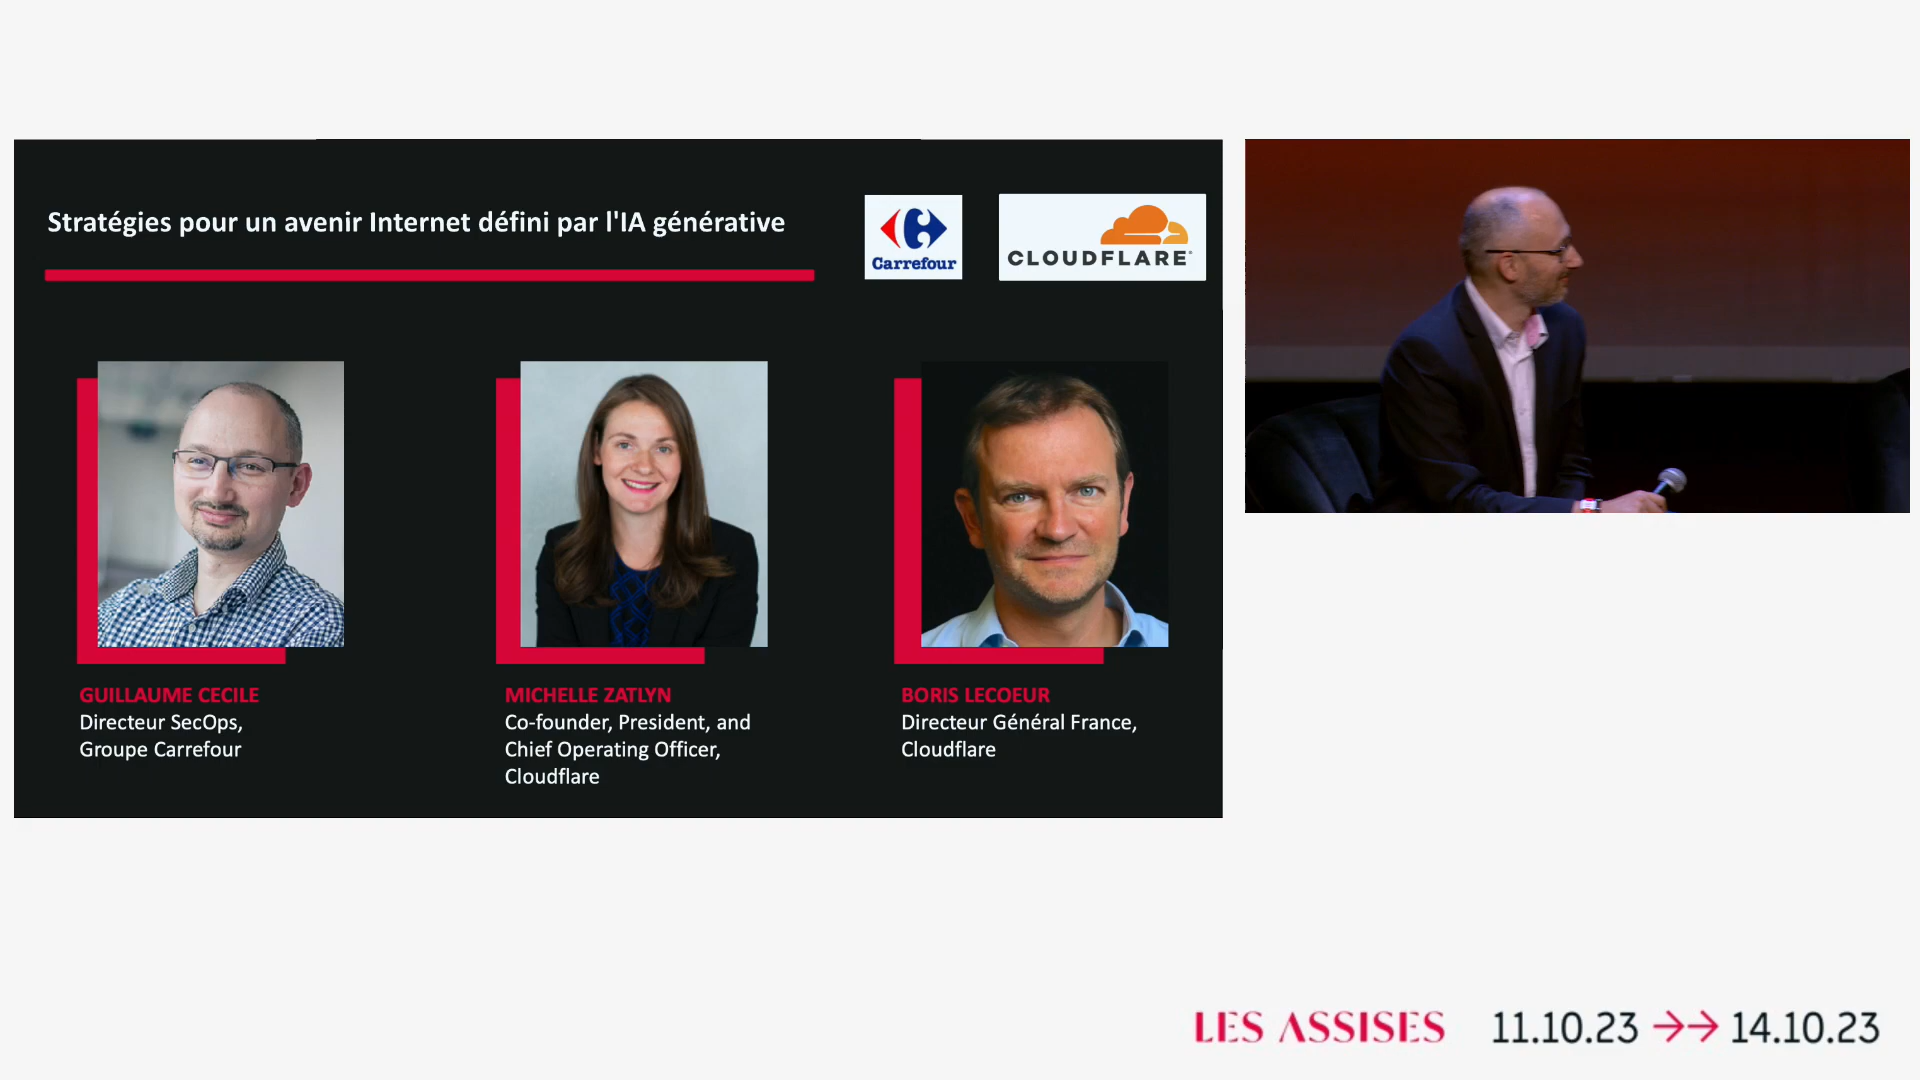 Stratégies pour un avenir Internet défini par l'IA générative
Carrefour
CLOUDFLARE
GUILLAUME CECILE
Directeur SecOps,
Groupe Carrefour
MICHELLE ZATLYN
Co-founder, President, and
Chief Operating Officer,
Cloudflare
BORIS LECOEUR
Directeur Général France,
Cloudflare
LES ASSISES 11.10.23 →→ 14.10.23